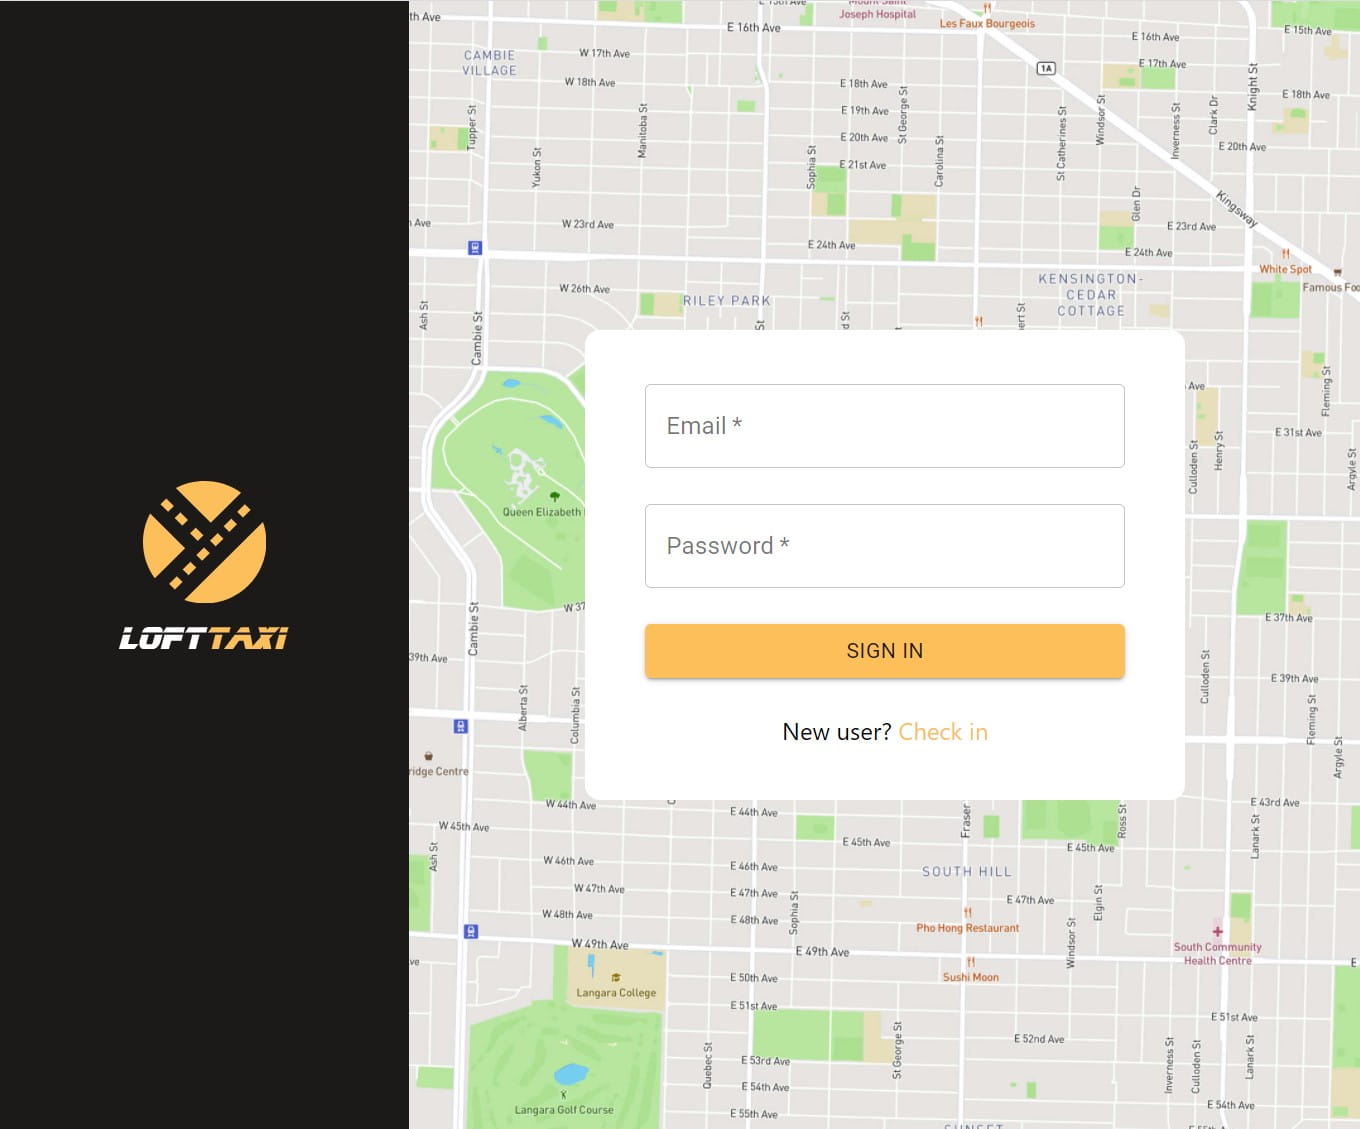 LOFTTAXI
Email *
Password *
SIGN IN
New user? Check in
th Ave
E 16th Ave
Joseph Hospital
Les Faux Bourgeois
E 15th Ave
E 16th Ave
CAMBIE
VILLAGE
W 17th Ave
1A
E 17th Ave
Knight St
W 18th Ave
E 18th Ave
E 18th Ave
St George St
E 19th Ave
Windsor St
Inverness St
Clark Dr
Tupper St
Manitoba St
E 20th Ave
St Catherines St
E 20th Ave
Yukon St
Sophia St
E 21st Ave
Carolina St
Glen Dr
Kingsway
n Ave
W 23rd Ave
E 23rd Ave
E 24th Ave
E 24th Ave
White Spot
KENSINGTON-
CEDAR
COTTAGE
Famous Foo
W 26th Ave
RILEY PARK
Ash St
Cambie St
St
d St
ert St
Ave
Fleming St
E 31st Ave
Henry St
Culloden St
Argyle St
Queen Elizabeth
W 37
E 37th Ave
Cambie St
39th Ave
Culloden St
E 39th Ave
Alberta St
Columbia St
Fleming St
Argyle St
ridge Centre
W 44th Ave
E 44th Ave
Fraser
Ross St
E 43rd Ave
W 45th Ave
E 45th Ave
E 45th Ave
Lanark St
Ash St
W 46th Ave
E 46th Ave
SOUTH HILL
W 47th Ave
E 47th Ave
E 47th Ave
Elgin St
W 48th Ave
E 48th Ave
Sophia St
Pho Hong Restaurant
Windsor St
South Community
Health Centre
W 49th Ave
E 49th Ave
ve
E
Langara College
E 50th Ave
Sushi Moon
E 51st Ave
E 51st Ave
Quebec St
St George St
E 52nd Ave
Inverness St
Culloden St
Lanark St
E 53rd Ave
E 54th Ave
Langara Golf Course
E 54th Ave
E 55th Ave
SUNSET